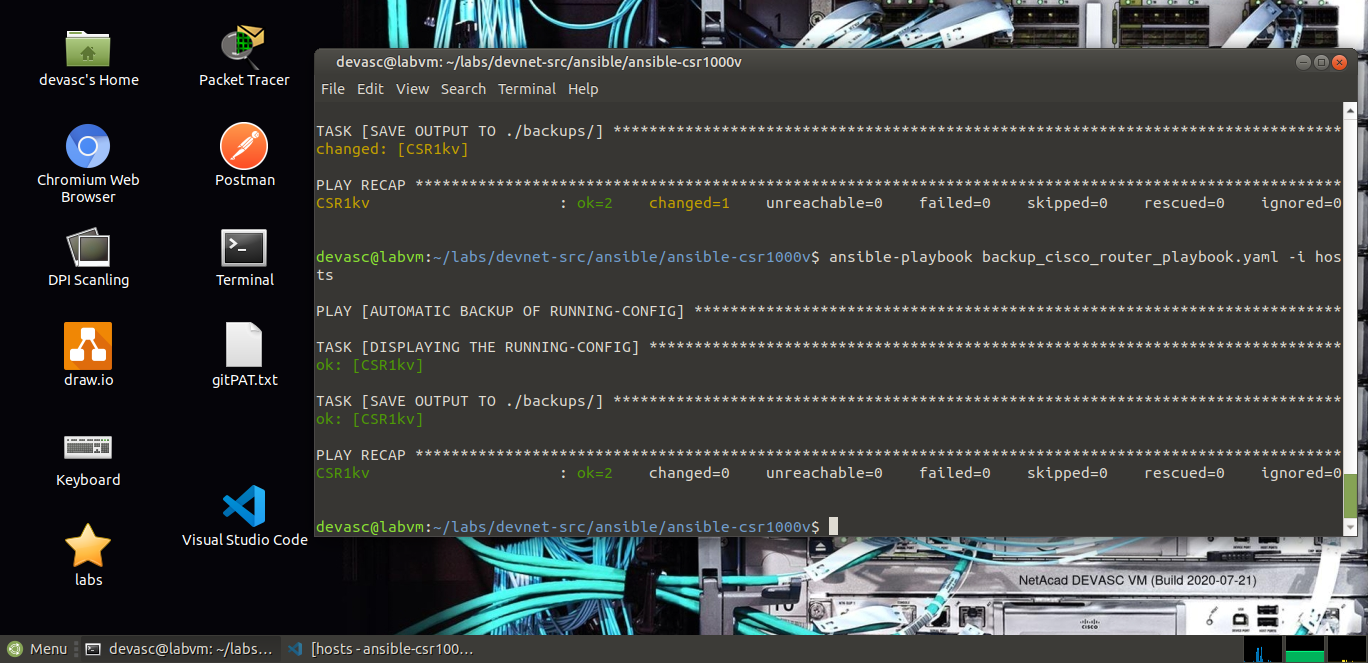 devasc's Home
Packet Tracer
Chromium Web
Browser
Postman
DPI Scanling
Terminal
draw.io
gitPAT.txt
Keyboard
Visual Studio Code
labs
devasc@labvm: ~/labs/devnet-src/ansible/ansible-csr1000v
File Edit View Search Terminal Help
TASK [SAVE OUTPUT TO ./backups/] *********************************************************************************
changed: [CSR1kv]
PLAY RECAP *******************************************************************************************************
CSR1kv : ok=2 changed=1 unreachable=0 failed=0 skipped=0 rescued=0 ignored=0
devasc@labvm:~/labs/devnet-src/ansible/ansible-csr1000v$ ansible-playbook backup_cisco_router_playbook.yaml -i hos
ts
PLAY [AUTOMATIC BACKUP OF RUNNING-CONFIG] ************************************************************************
TASK [DISPLAYING THE RUNNING-CONFIG] *****************************************************************************
ok: [CSR1kv]
TASK [SAVE OUTPUT TO ./backups/] *********************************************************************************
ok: [CSR1kv]
PLAY RECAP *******************************************************************************************************
CSR1kv : ok=2 changed=0 unreachable=0 failed=0 skipped=0 rescued=0 ignored=0
devasc@labvm:~/labs/devnet-src/ansible/ansible-csr1000v$
NetAcad DEVASC VM (Build 2020-07-21)
CISCO
Menu
devasc@labvm: ~/labs...
[hosts - ansible-csr100...